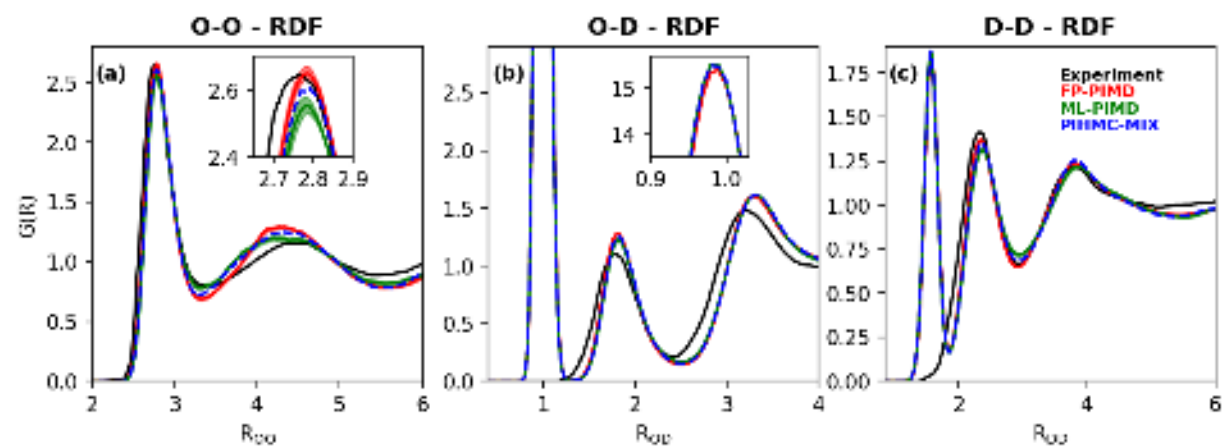 O-O - RDF
O-D - RDF
D-D - RDF
(a)
(b)
(c)
G(R)
2.5
2.0
1.5
1.0
0.5
0.0
2 3 4 5 6
R_OO
2.6
2.4
2.7 2.8 2.9
2.5
2.0
1.5
1.0
0.5
0.0
1 2 3 4
R_OD
15
14
0.9 1.0
1.75
1.50
1.25
1.00
0.75
0.50
0.25
0.00
2 4 6
Experiment
FP-PIMD
ML-PIMD
PIHMC-MIX